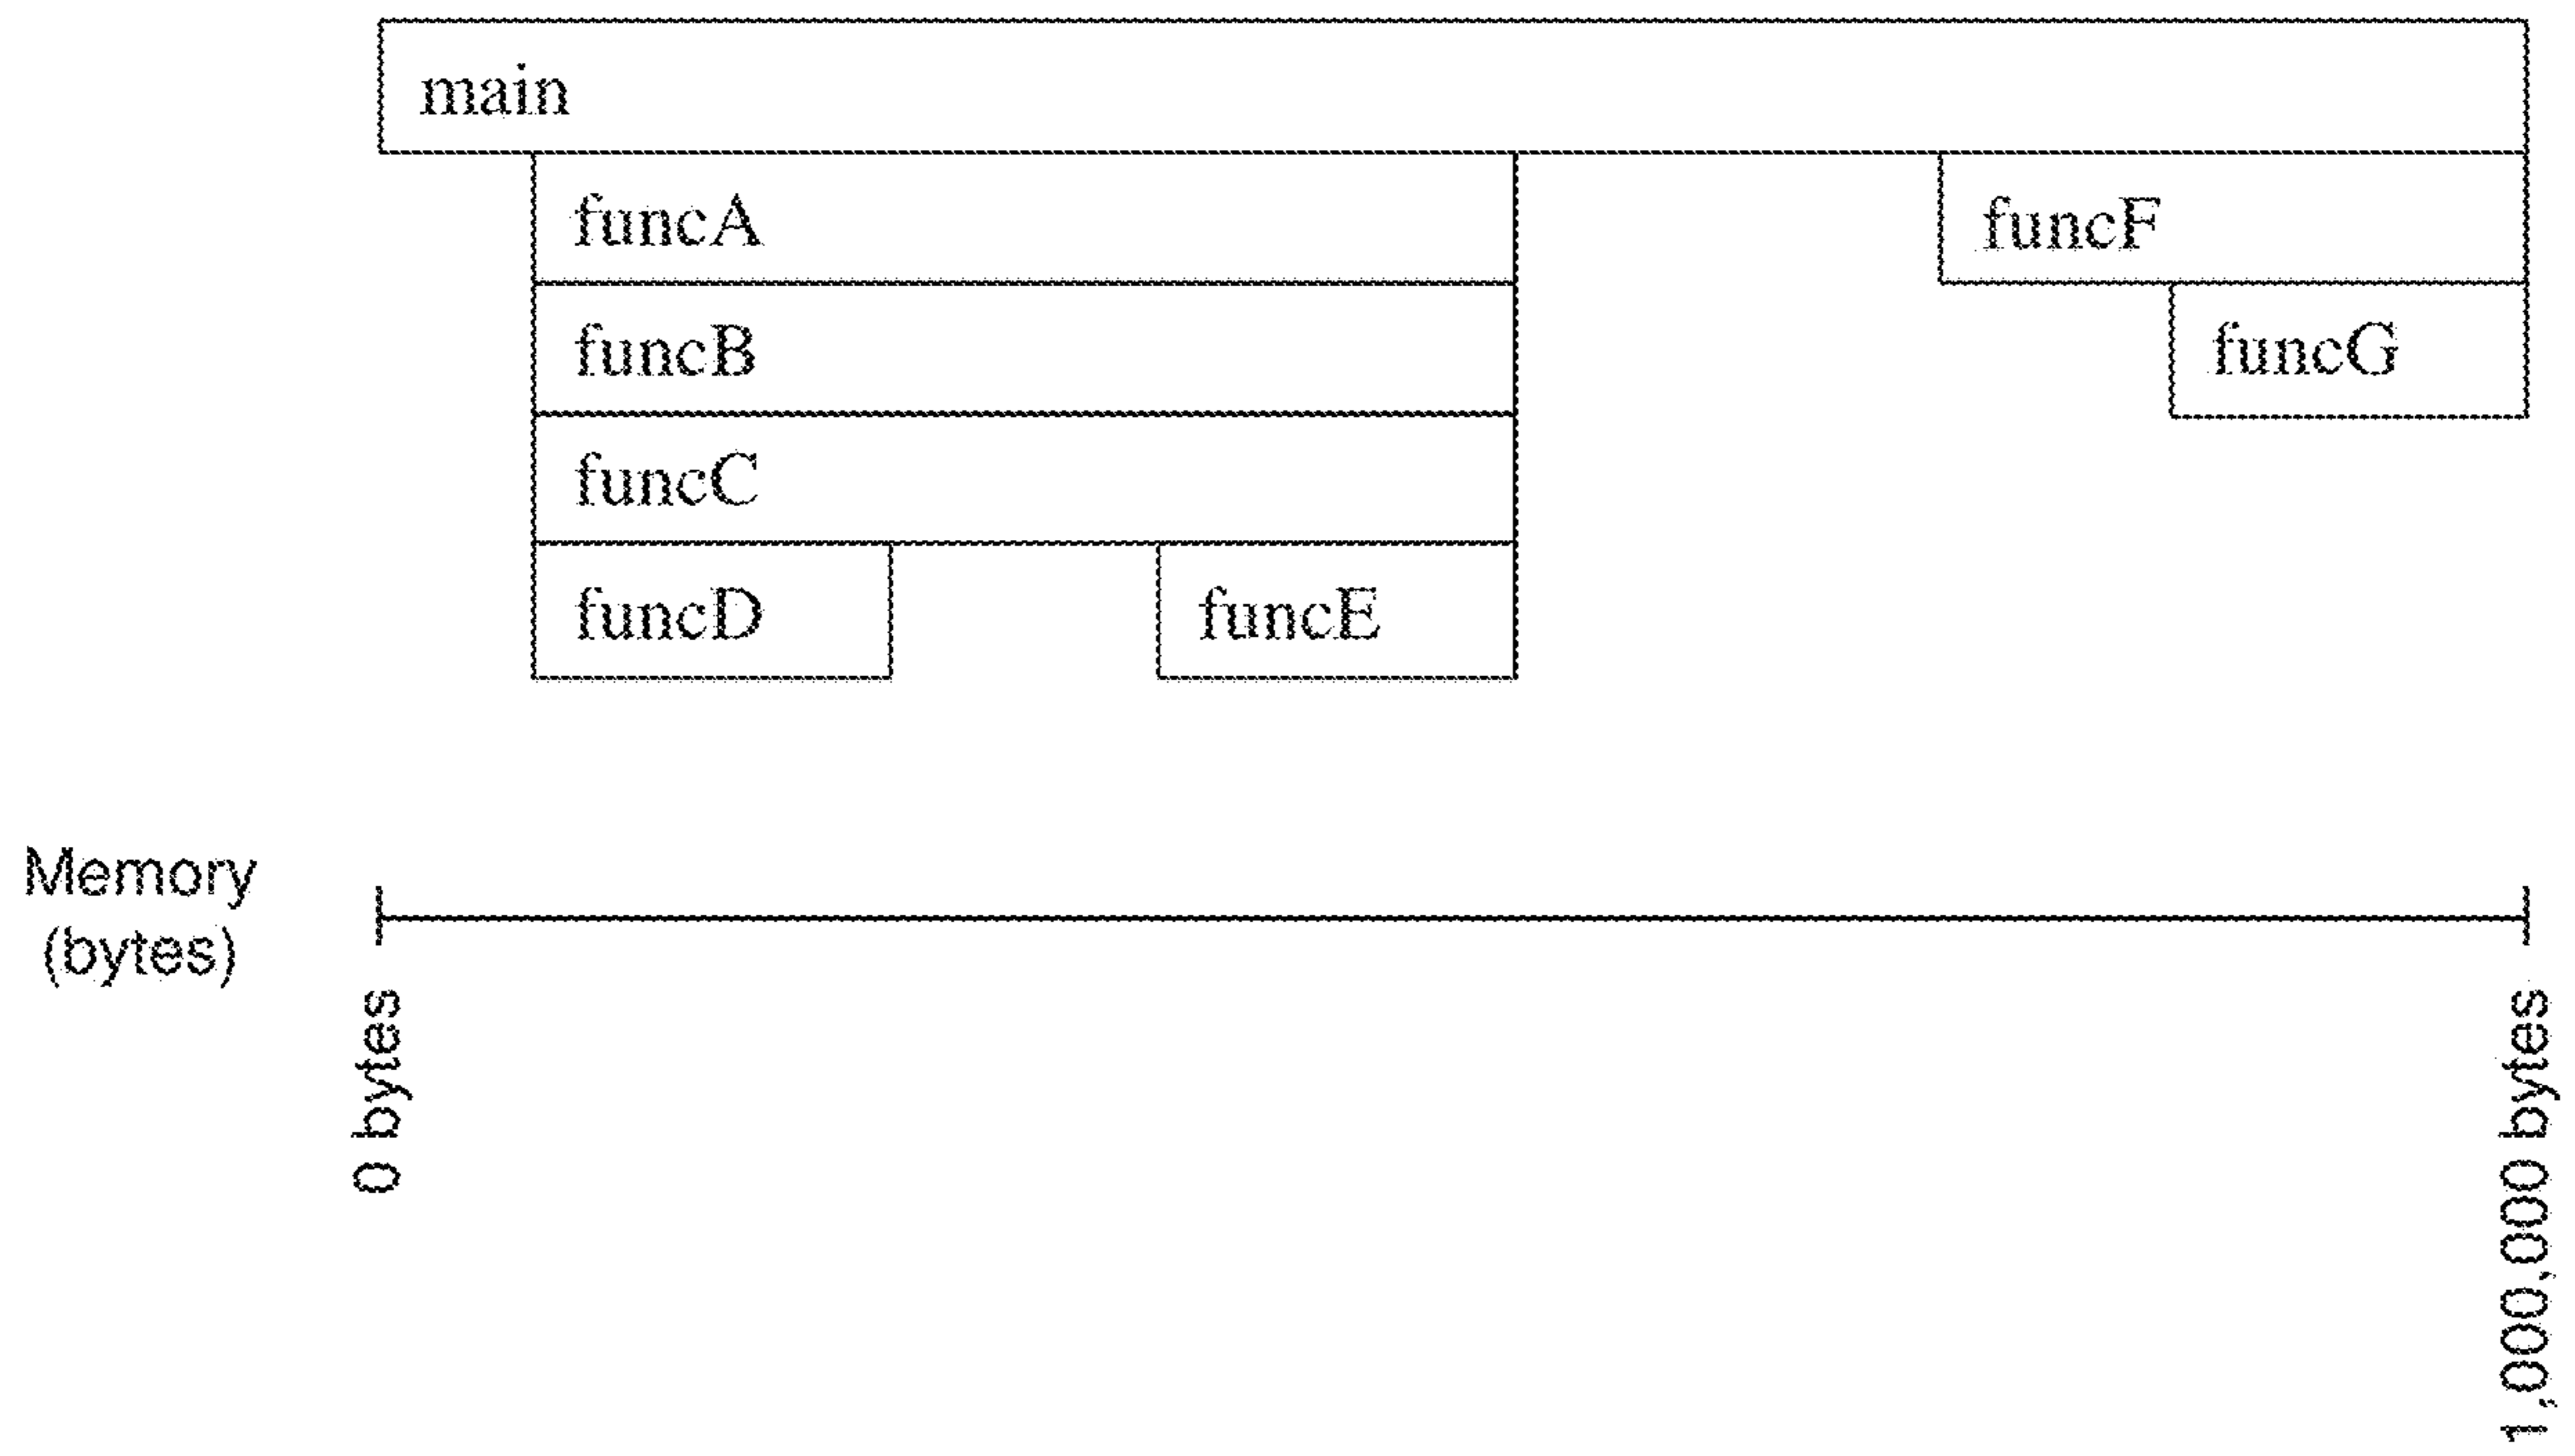 main
funcA
funcF
funcB
funcG
funcC
funcD
funcE
Memory
(bytes)
0 bytes
1,000,000 bytes